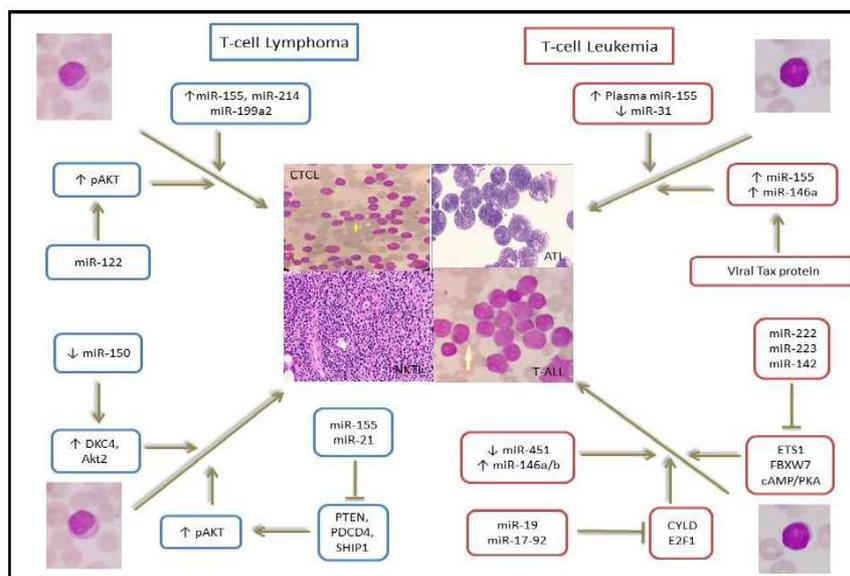 T-cell Lymphoma
T-cell Leukemia
↑miR-155, miR-214
miR-199a2
↑ Plasma miR-155
↓ miR-31
CTCL
ATL
↑ pAKT
↑ miR-155
↑ miR-146a
miR-122
Viral Tax protein
NKTL
T-ALL
↓ miR-150
miR-222
miR-223
miR-142
↑ DKC4,
Akt2
miR-155
miR-21
↓ miR-451
↑ miR-146a/b
ETS1
FBXW7
cAMP/PKA
↑ pAKT
PTEN,
PDCD4,
SHIP1
miR-19
miR-17-92
CYLD
E2F1